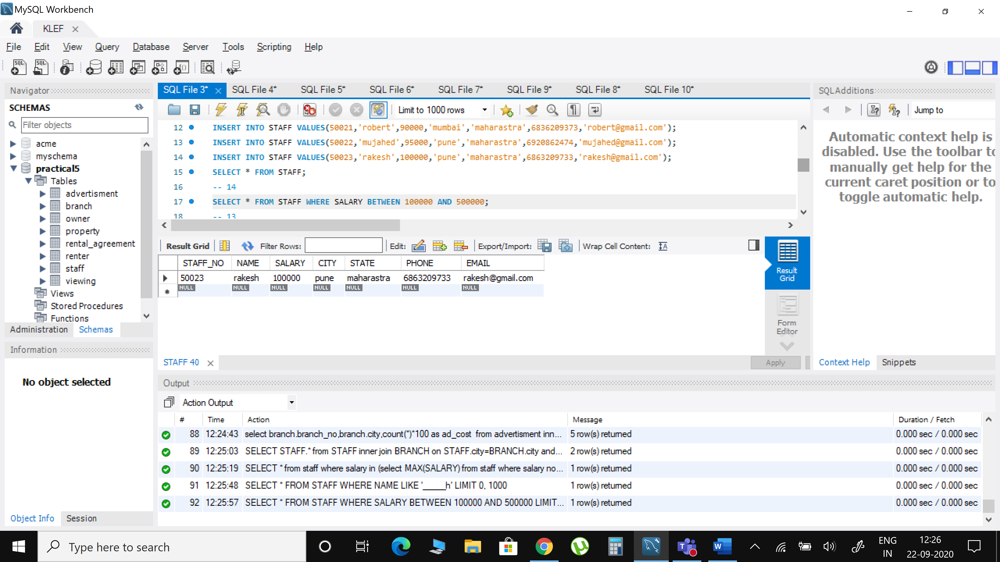 MySQL Workbench
KLEF
File Edit View Query Database Server Tools Scripting Help
Navigator
SCHEMAS
Filter objects
acme
myschema
practical5
Tables
advertisment
branch
owner
property
rental_agreement
renter
staff
viewing
Views
Stored Procedures
Functions
Administration Schemas
Information
No object selected
Object Info Session
SQL File 3* SQL File 4* SQL File 5* SQL File 6* SQL File 7* SQL File 9* SQL File 8* SQL File 10*
Limit to 1000 rows
12 INSERT INTO STAFF VALUES(50021,'robert',90000,'mumbai','maharastra',6836209373,'robert@gmail.com');
13 INSERT INTO STAFF VALUES(50022,'mujahed',95000,'pune','maharastra',6920862474,'mujahed@gmail.com');
14 INSERT INTO STAFF VALUES(50023,'rakesh',100000,'pune','maharastra',6863209733,'rakesh@gmail.com');
15 SELECT * FROM STAFF;
16 -- 14
17 SELECT * FROM STAFF WHERE SALARY BETWEEN 100000 AND 500000;
18 -- 13
Result Grid Filter Rows: Edit: Export/Import: Wrap Cell Content:
STAFF_NO NAME SALARY CITY STATE PHONE EMAIL
50023 rakesh 100000 pune maharastra 6863209733 rakesh@gmail.com
NULL NULL NULL NULL NULL NULL NULL
Result
Grid
Form
Editor
STAFF 40
Apply
SQLAdditions
Jump to
Automatic context help is
disabled. Use the toolbar to
manually get help for the
current caret position or to
toggle automatic help.
Context Help Snippets
Output
Action Output
# Time Action Message Duration / Fetch
88 12:24:43 select branch.branch_no,branch.city,count(*)*100 as ad_cost from advertisment inn... 5 row(s) returned 0.000 sec / 0.000 sec
89 12:25:03 SELECT STAFF.* from STAFF inner join BRANCH on STAFF.city=BRANCH.city and... 2 row(s) returned 0.000 sec / 0.000 sec
90 12:25:19 SELECT * from staff where salary in (select MAX(SALARY) from staff where salary no... 1 row(s) returned 0.000 sec / 0.000 sec
91 12:25:48 SELECT * FROM STAFF WHERE NAME LIKE '_____h' LIMIT 0, 1000 1 row(s) returned 0.000 sec / 0.000 sec
92 12:25:57 SELECT * FROM STAFF WHERE SALARY BETWEEN 100000 AND 500000 LIMIT... 1 row(s) returned 0.000 sec / 0.000 sec
Type here to search
ENG
IN
12:26
22-09-2020